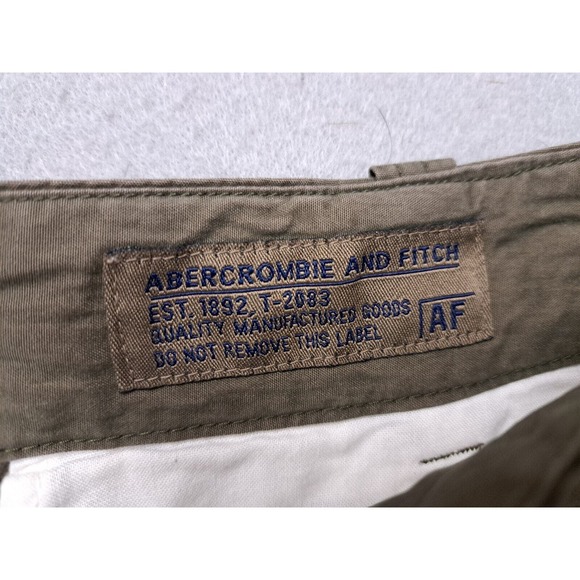 ABERCROMBIE AND FITCH
EST. 1892, T-2083
QUALITY MANUFACTURED GOODS
DO NOT REMOVE THIS LABEL
AF